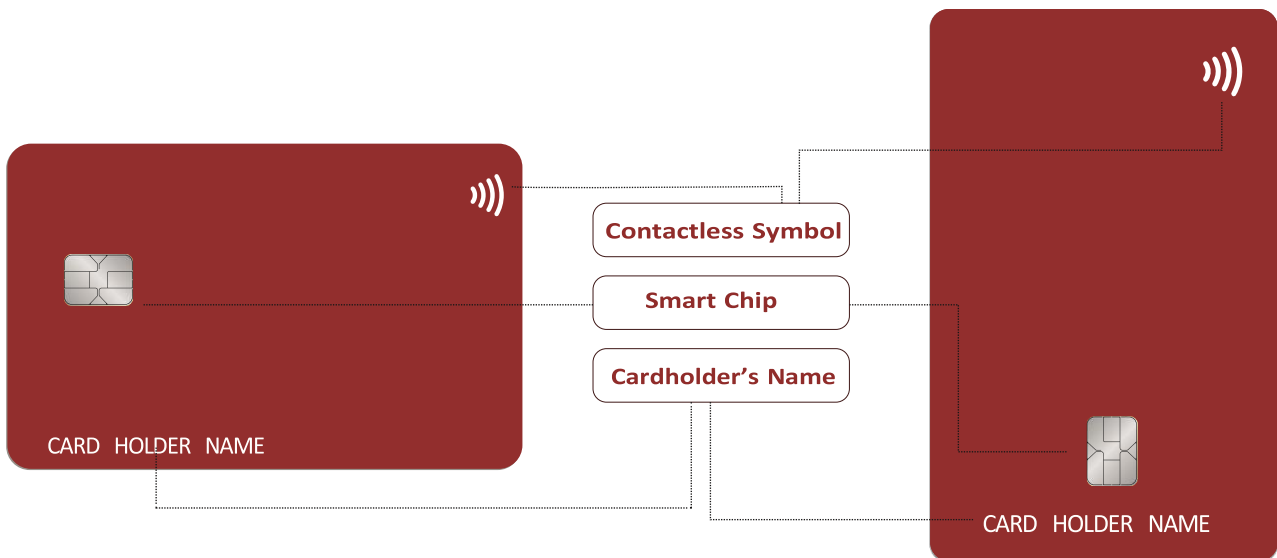 Contactless Symbol
Smart Chip
Cardholder’s Name
CARD HOLDER NAME
CARD HOLDER NAME